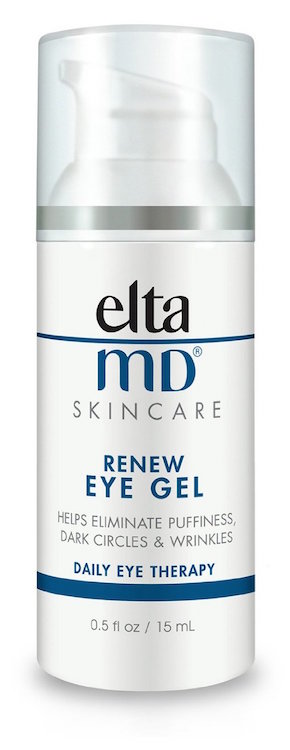 elta
MD®
SKINCARE
RENEW
EYE GEL
HELPS ELIMINATE PUFFINESS,
DARK CIRCLES & WRINKLES
DAILY EYE THERAPY
0.5 fl oz / 15 mL